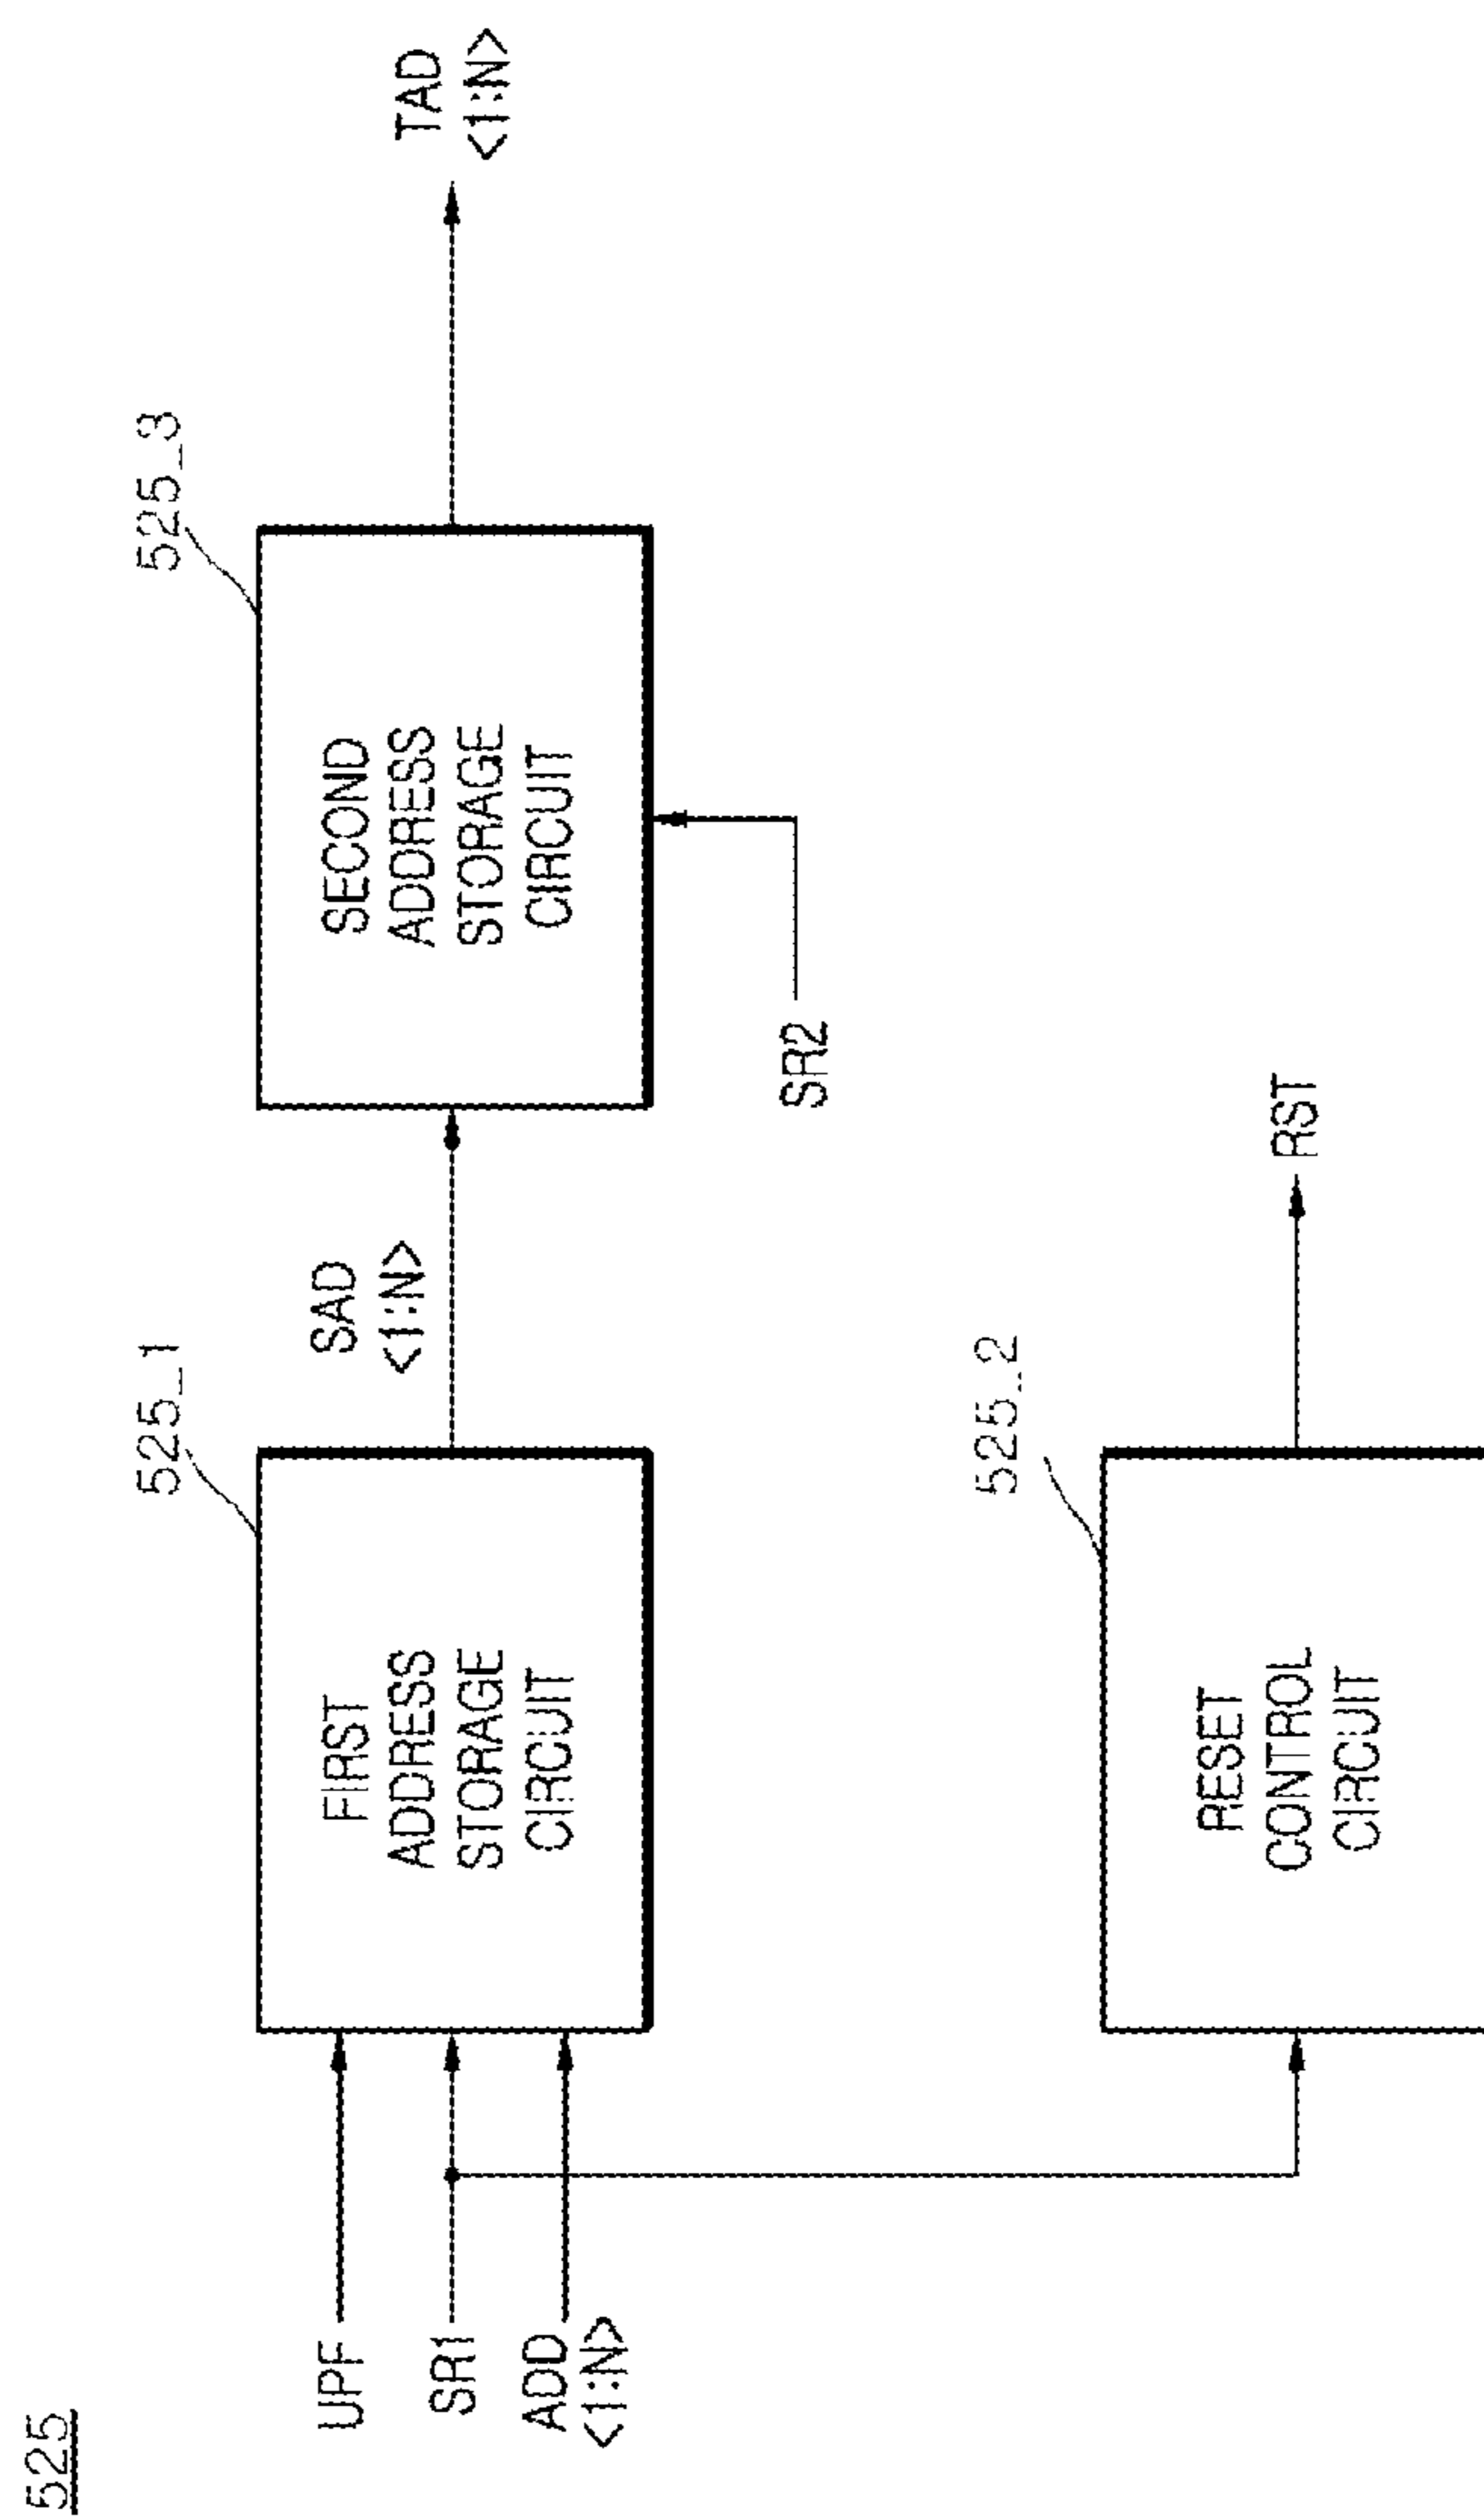 525
525_1
525_3
UPF
SR1
ADD
<1:N>
FIRST
ADDRESS
STORAGE
CIRCUIT
SAD
<1:N>
SECOND
ADDRESS
STORAGE
CIRCUIT
TAD
<1:N>
SR2
525_2
RESET
CONTROL
CIRCUIT
RST